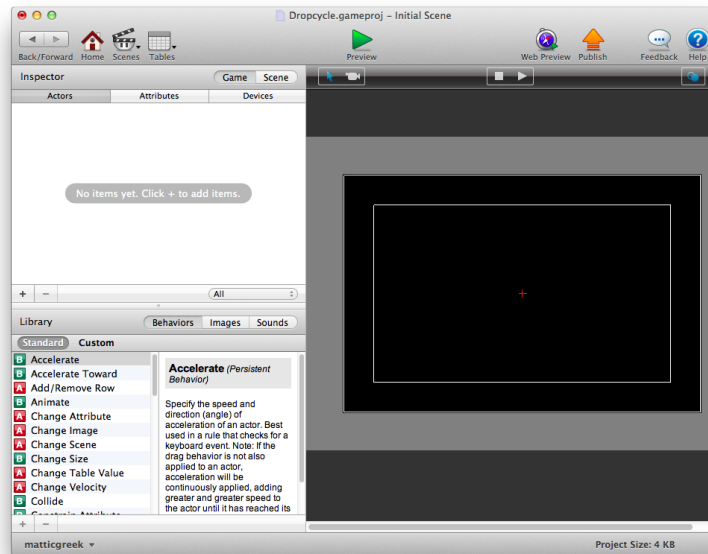 Dropcycle.gameproj – Initial Scene
Back/Forward Home Scenes Tables Preview Web Preview Publish Feedback Help
Inspector Game Scene
Actors Attributes Devices
No items yet. Click + to add items.
+ − All
Library Behaviors Images Sounds
Standard Custom
B Accelerate
B Accelerate Toward
A Add/Remove Row
B Animate
A Change Attribute
A Change Image
A Change Scene
B Change Size
A Change Table Value
A Change Velocity
B Collide
B Constrain Attribute
Accelerate (Persistent
Behavior)
Specify the speed and
direction (angle) of
acceleration of an actor. Best
used in a rule that checks for a
keyboard event. Note: If the
drag behavior is not also
applied to an actor,
acceleration will be
continuously applied, adding
greater and greater speed to
the actor until it has reached its
+ −
matticgreek Project Size: 4 KB